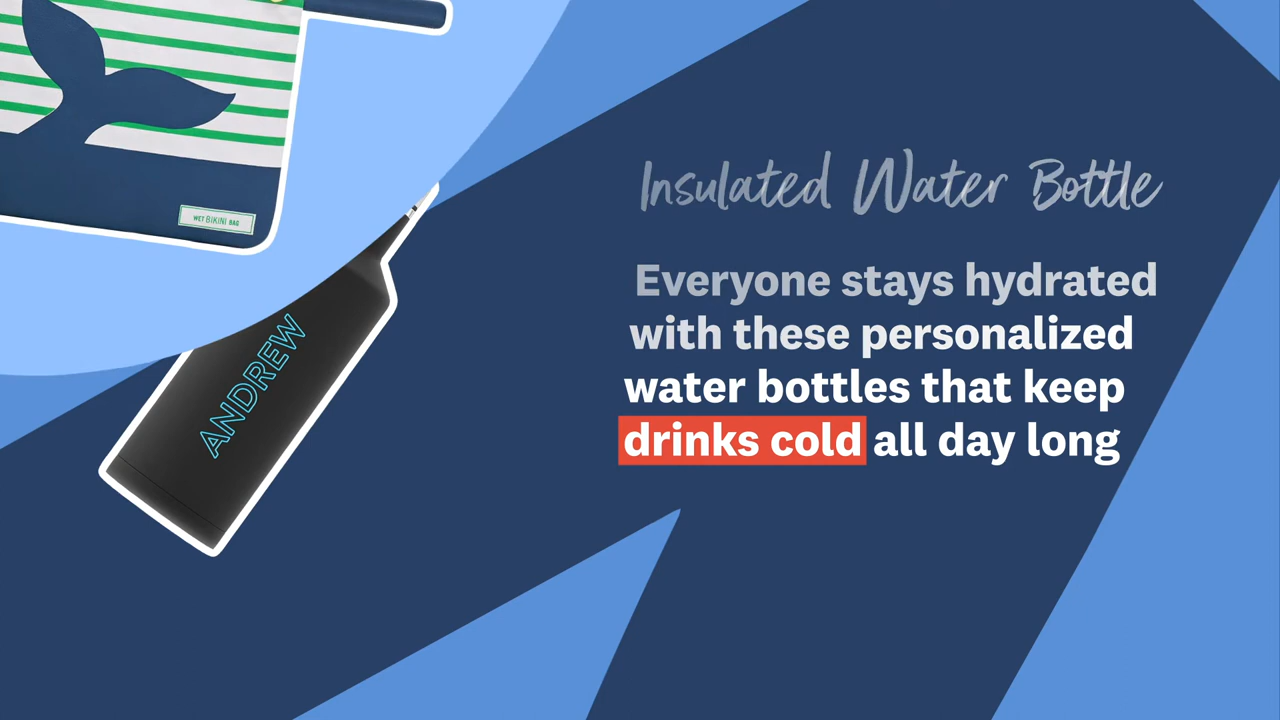 WET BIKINI BAG
ANDREW
Insulated Water Bottle
Everyone stays hydrated
with these personalized
water bottles that keep
drinks cold all day long